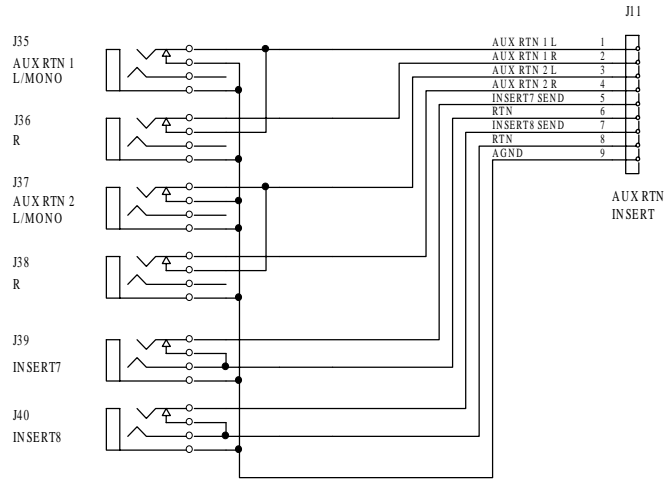 J11
J35
AUX RTN 1
L/MONO
J36
R
J37
AUX RTN 2
L/MONO
J38
R
J39
INSERT7
J40
INSERT8
AUX RTN 1 L 1
AUX RTN 1 R 2
AUX RTN 2 L 3
AUX RTN 2 R 4
INSERT7 SEND 5
RTN 6
INSERT8 SEND 7
RTN 8
AGND 9
AUX RTN
INSERT